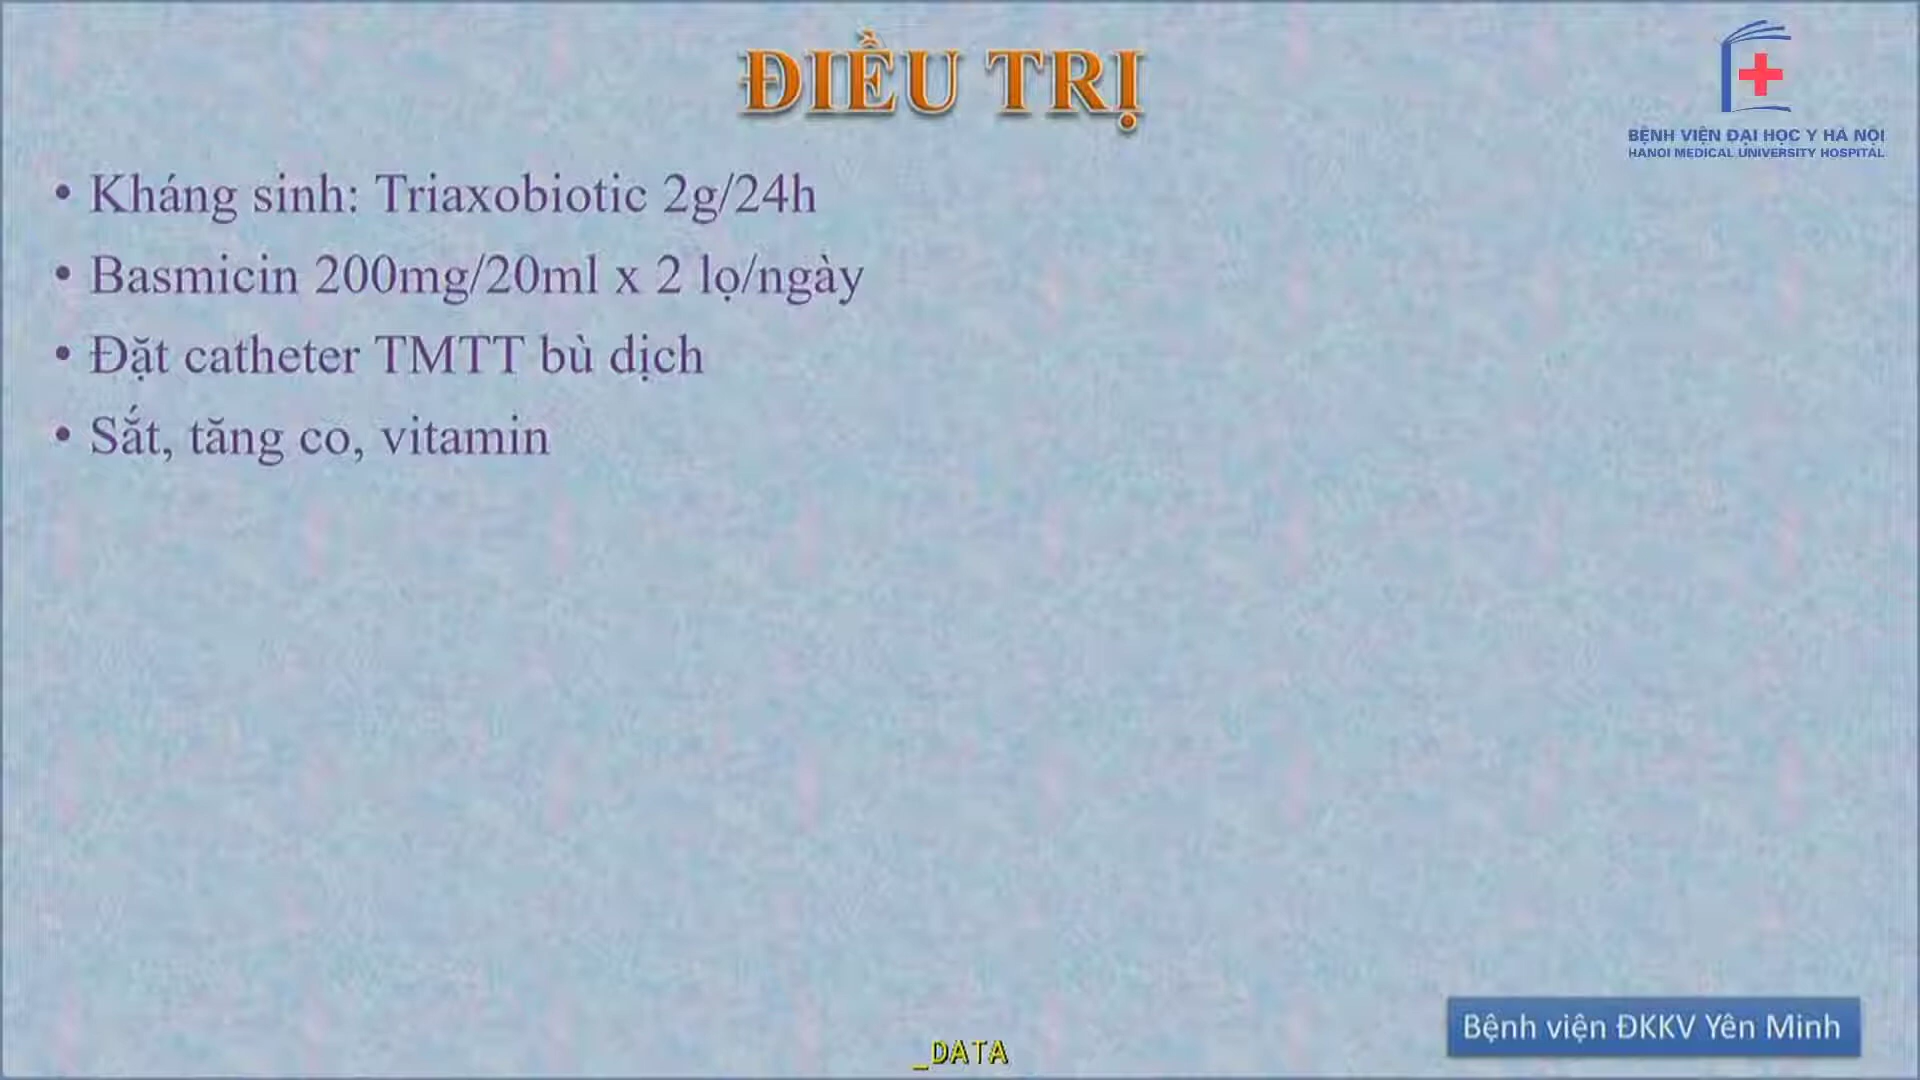 ĐIỀU TRỊ
BỆNH VIỆN ĐẠI HỌC Y HÀ NỘI
HANOI MEDICAL UNIVERSITY HOSPITAL
• Kháng sinh: Triaxobiotic 2g/24h
• Basmicin 200mg/20ml x 2 lọ/ngày
• Đặt catheter TMTT bù dịch
• Sắt, tăng co, vitamin
Bệnh viện ĐKKV Yên Minh
_DATA